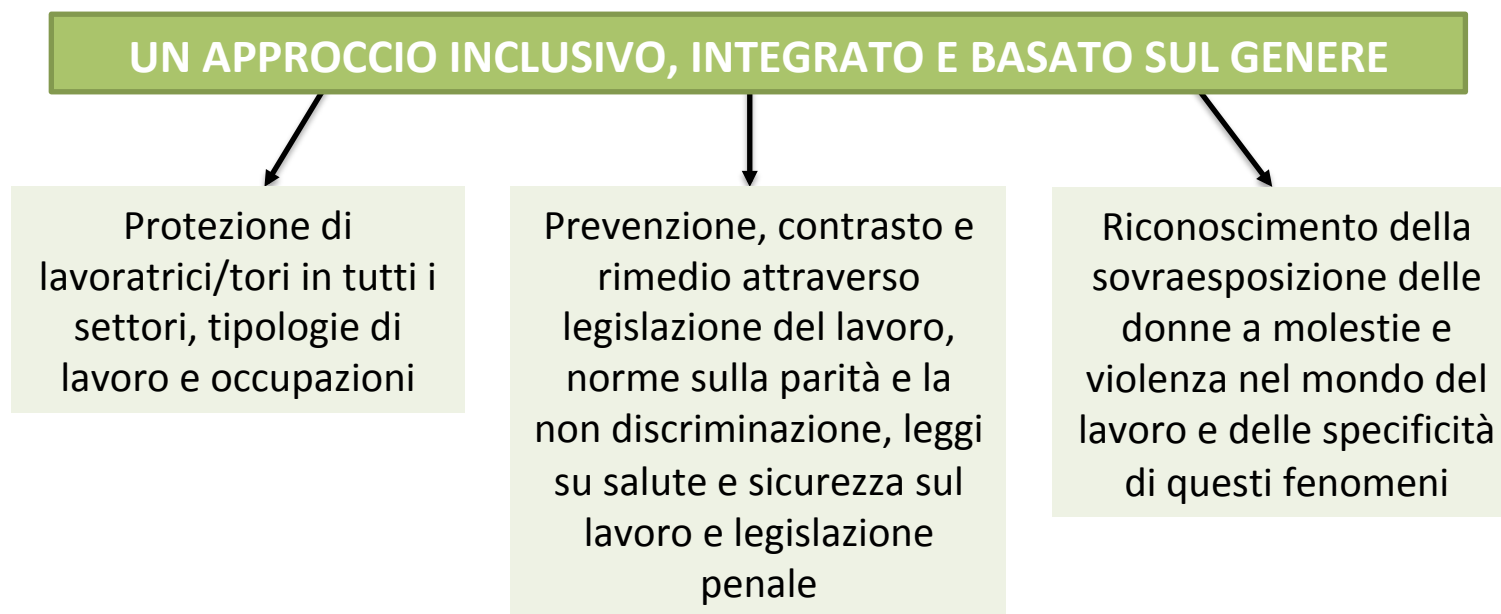 UN APPROCCIO INCLUSIVO, INTEGRATO E BASATO SUL GENERE
Protezione di
lavoratrici/tori in tutti i
settori, tipologie di
lavoro e occupazioni
Prevenzione, contrasto e
rimedio attraverso
legislazione del lavoro,
norme sulla parità e la
non discriminazione, leggi
su salute e sicurezza sul
lavoro e legislazione
penale
Riconoscimento della
sovraesposizione delle
donne a molestie e
violenza nel mondo del
lavoro e delle specificità
di questi fenomeni